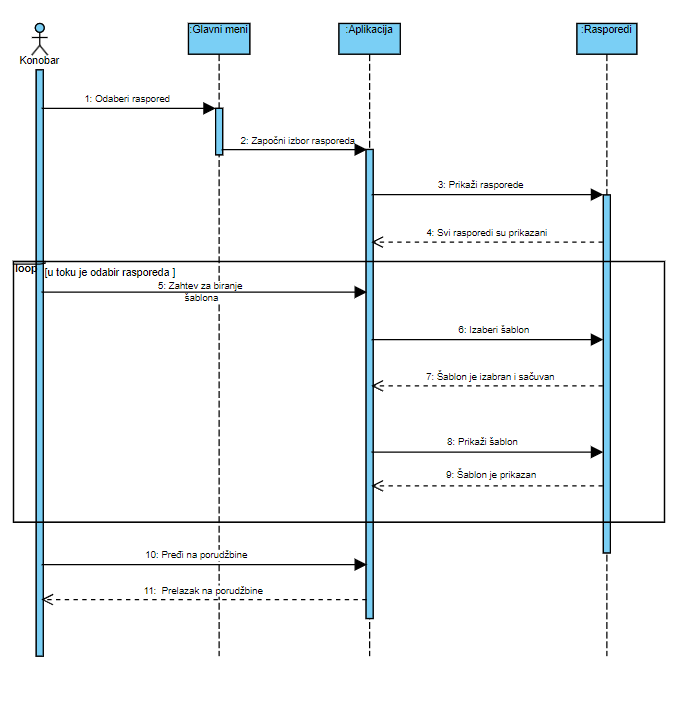 :Glavni meni
:Aplikacija
:Rasporedi
Konobar
1: Odaberi raspored
2: Započni izbor rasporeda
3: Prikaži rasporede
4: Svi rasporedi su prikazani
loop
[u toku je odabir rasporeda ]
5: Zahtev za biranje
šablona
6: Izaberi šablon
7: Šablon je izabran i sačuvan
8: Prikaži šablon
9: Šablon je prikazan
10: Pređi na porudžbine
11: Prelazak na porudžbine